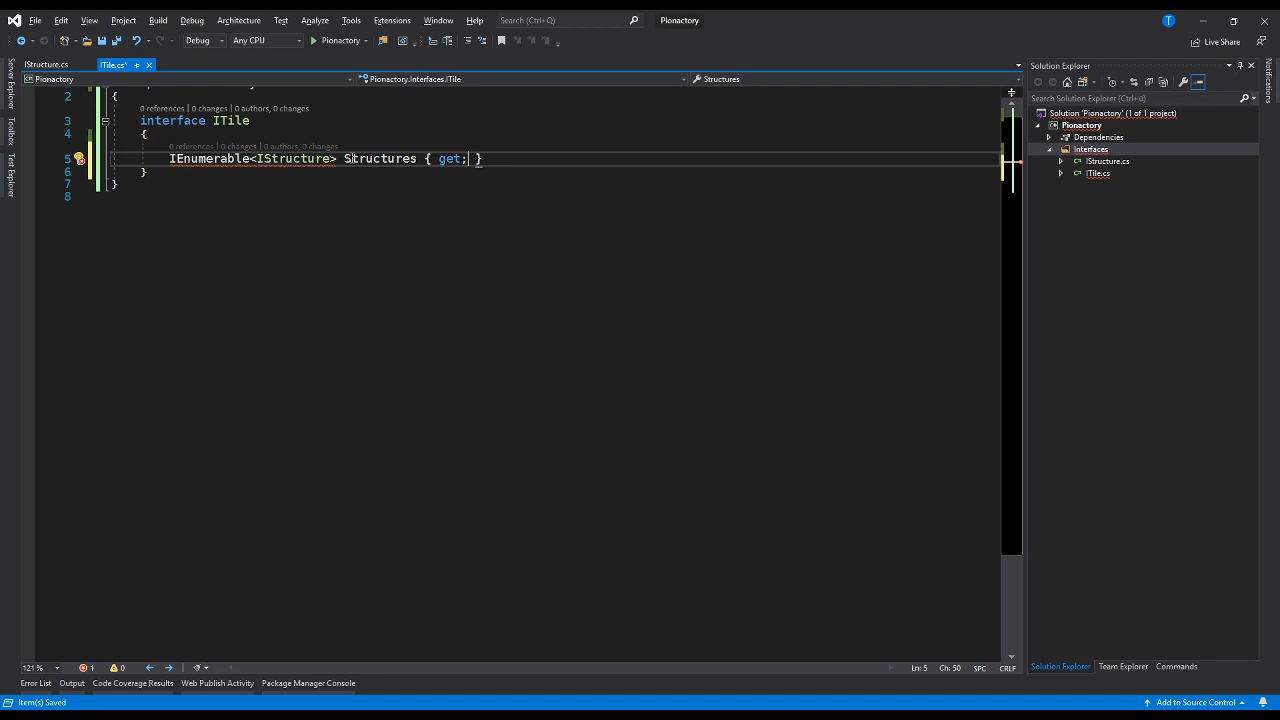 File Edit View Project Build Debug Architecture Test Analyze Tools Extensions Window Help Search (Ctrl+Q) Pionactory T
Debug Any CPU Pionactory Live Share
IStructure.cs ITile.cs*
Pionactory Pionactory.Interfaces.ITile Structures
Server Explorer
Toolbox
Test Explorer
2 {
0 references | 0 changes | 0 authors, 0 changes
3 interface ITile
4 {
0 references | 0 changes | 0 authors, 0 changes
5 IEnumerable<IStructure> Structures { get; }
6 }
7 }
8
Solution Explorer
Search Solution Explorer (Ctrl+ü)
Solution 'Pionactory' (1 of 1 project)
Pionactory
Dependencies
Interfaces
IStructure.cs
ITile.cs
Notifications
121 % 1 0 Ln: 5 Ch: 50 SPC CRLF
Solution Explorer Team Explorer Commands
Error List Output Code Coverage Results Web Publish Activity Package Manager Console
Item(s) Saved Add to Source Control